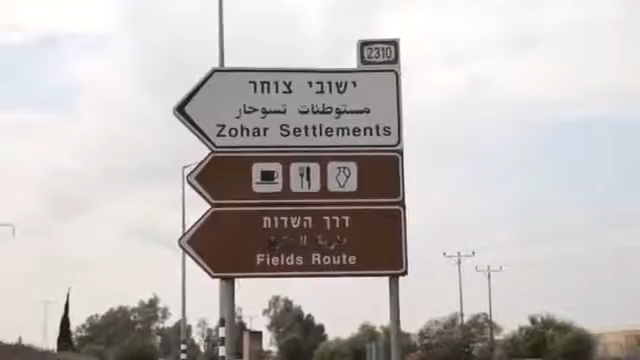 2310
ישובי צוחר
مستوطنات تسوحار
Zohar Settlements
דרך השדות
Fields Route